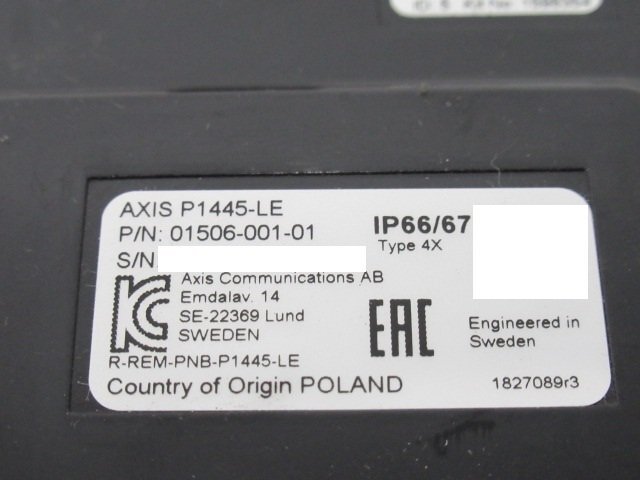 AXIS P1445-LE
P/N: 01506-001-01
S/N
IP66/67
Type 4X
Axis Communications AB
Emdalav. 14
SE-22369 Lund
SWEDEN
R-REM-PNB-P1445-LE
EAC
Engineered in
Sweden
Country of Origin POLAND
1827089r3